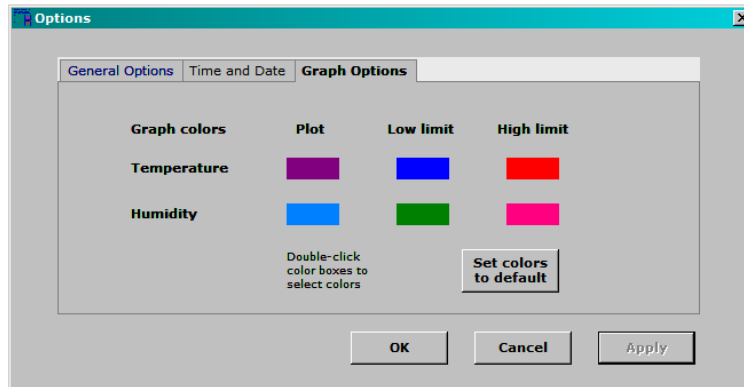 Options
General Options Time and Date Graph Options
Graph colors Plot Low limit High limit
Temperature
Humidity
Double-click
color boxes to
select colors
Set colors
to default
OK Cancel Apply